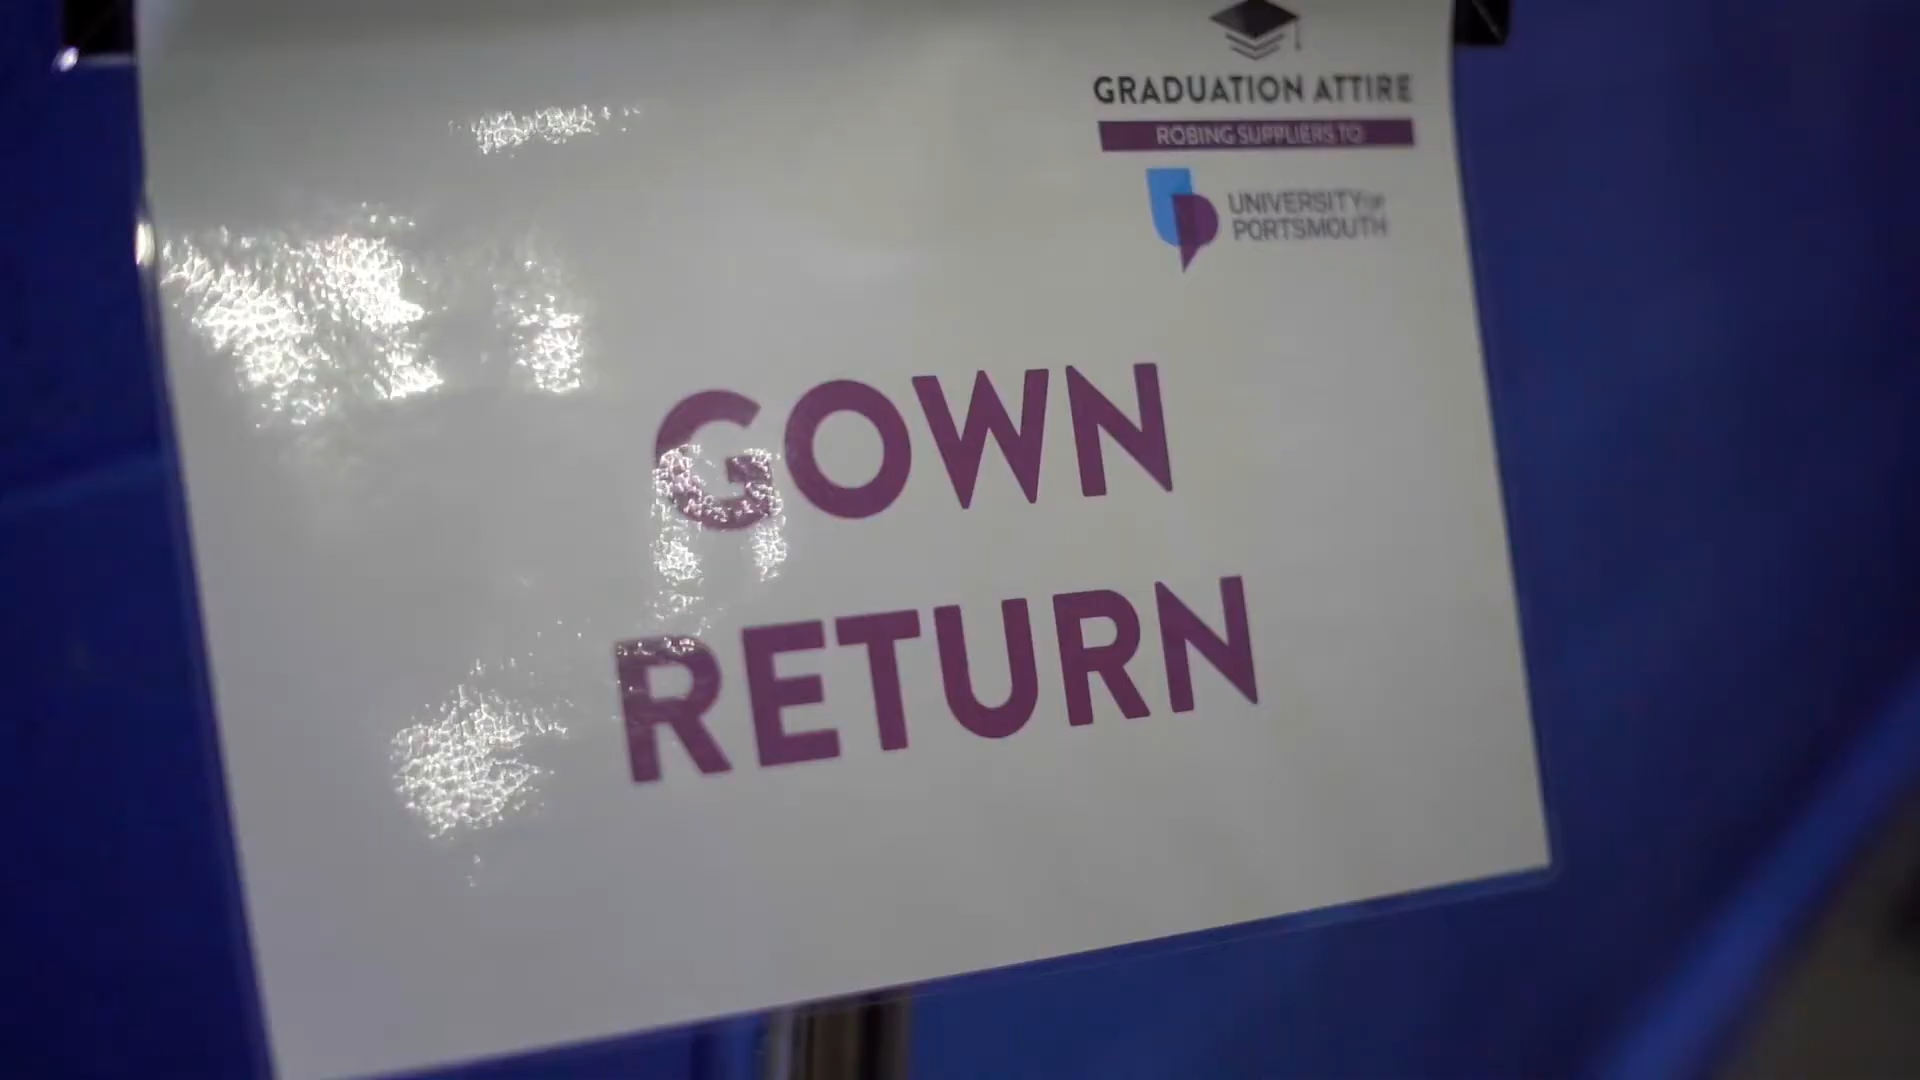 GRADUATION ATTIRE
ROBING SUPPLIERS TO
UNIVERSITY OF
PORTSMOUTH
GOWN
RETURN